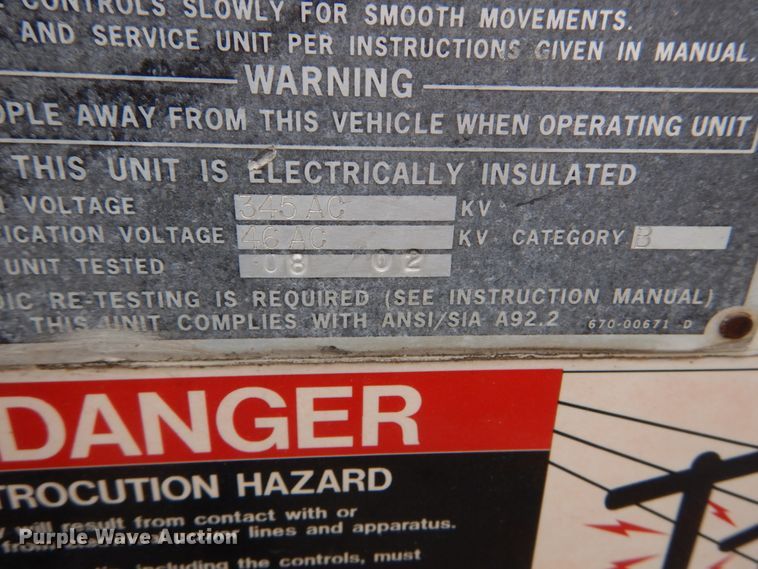 CONTROLS SLOWLY FOR SMOOTH MOVEMENTS.
AND SERVICE UNIT PER INSTRUCTIONS GIVEN IN MANUAL.
WARNING
OPLE AWAY FROM THIS VEHICLE WHEN OPERATING UNIT
THIS UNIT IS ELECTRICALLY INSULATED
VOLTAGE 345 AC KV
FICATION VOLTAGE 46 AC KV CATEGORY B
UNIT TESTED 08 02
DIC RE-TESTING IS REQUIRED (SEE INSTRUCTION MANUAL)
THIS UNIT COMPLIES WITH ANSI/SIA A92.2 670-00671 D
DANGER
TROCUTION HAZARD
will result from contact with or
from lines and apparatus.
including the controls, must
Purple Wave Auction